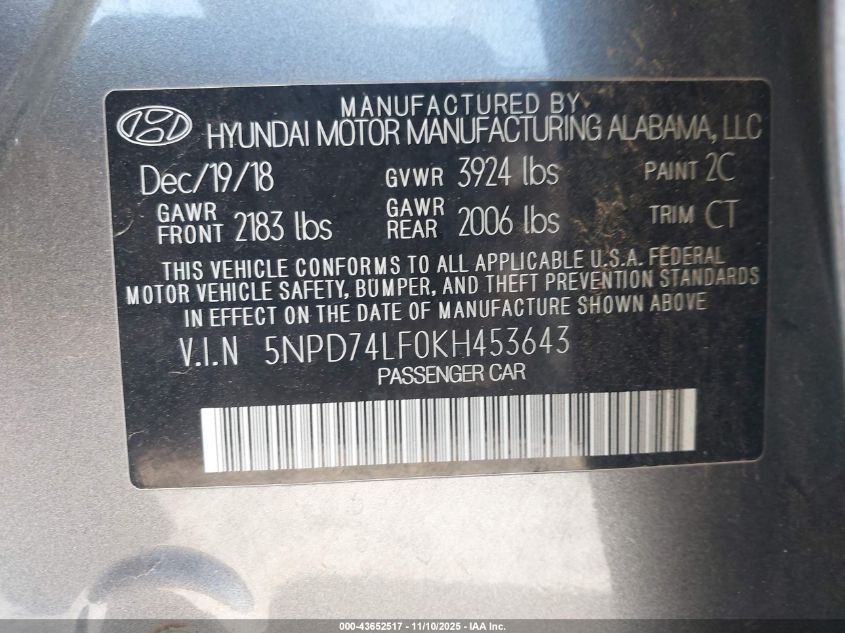 MANUFACTURED BY
HYUNDAI MOTOR MANUFACTURING ALABAMA, LLC
Dec/19/18 GVWR 3924 lbs PAINT 2C
GAWR FRONT 2183 lbs GAWR REAR 2006 lbs TRIM CT
THIS VEHICLE CONFORMS TO ALL APPLICABLE U.S.A. FEDERAL
MOTOR VEHICLE SAFETY, BUMPER, AND THEFT PREVENTION STANDARDS
IN EFFECT ON THE DATE OF MANUFACTURE SHOWN ABOVE
V.I.N 5NPD74LF0KH453643
PASSENGER CAR
000-43652517 - 11/10/2025 - IAA Inc.